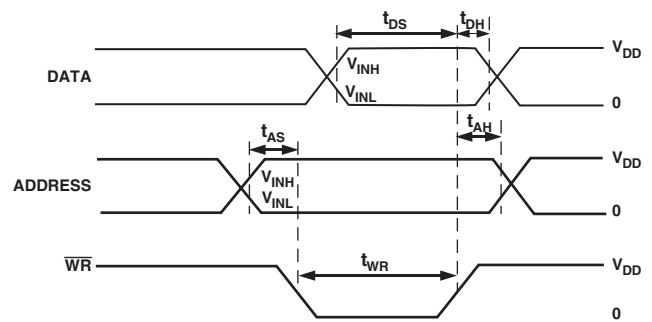 tDS tDH
VDD
DATA VINH
VINL
0
tAS tAH
VDD
ADDRESS VINH
VINL
0
WR tWR VDD
0